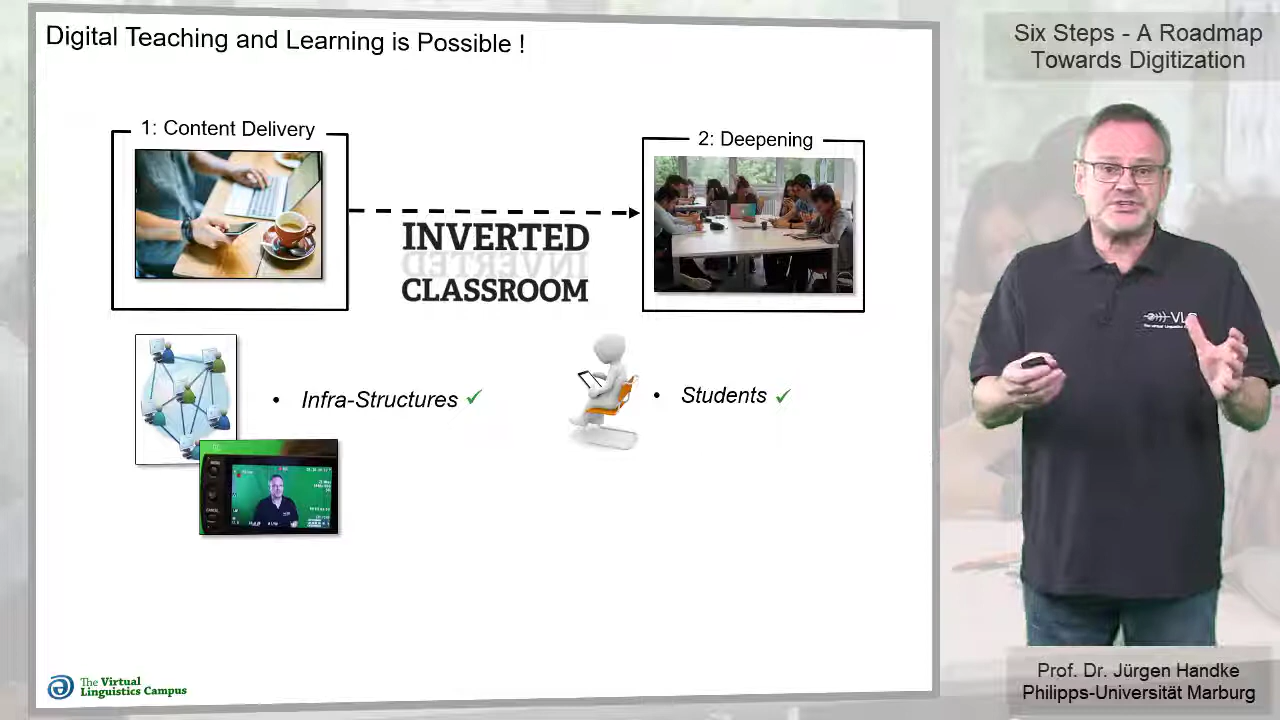 Digital Teaching and Learning is Possible !
Six Steps - A Roadmap
Towards Digitization
1: Content Delivery
2: Deepening
INVERTED
CLASSROOM
• Infra-Structures ✓
• Students ✓
VLC
The Virtual
Linguistics Campus
Prof. Dr. Jürgen Handke
Philipps-Universität Marburg